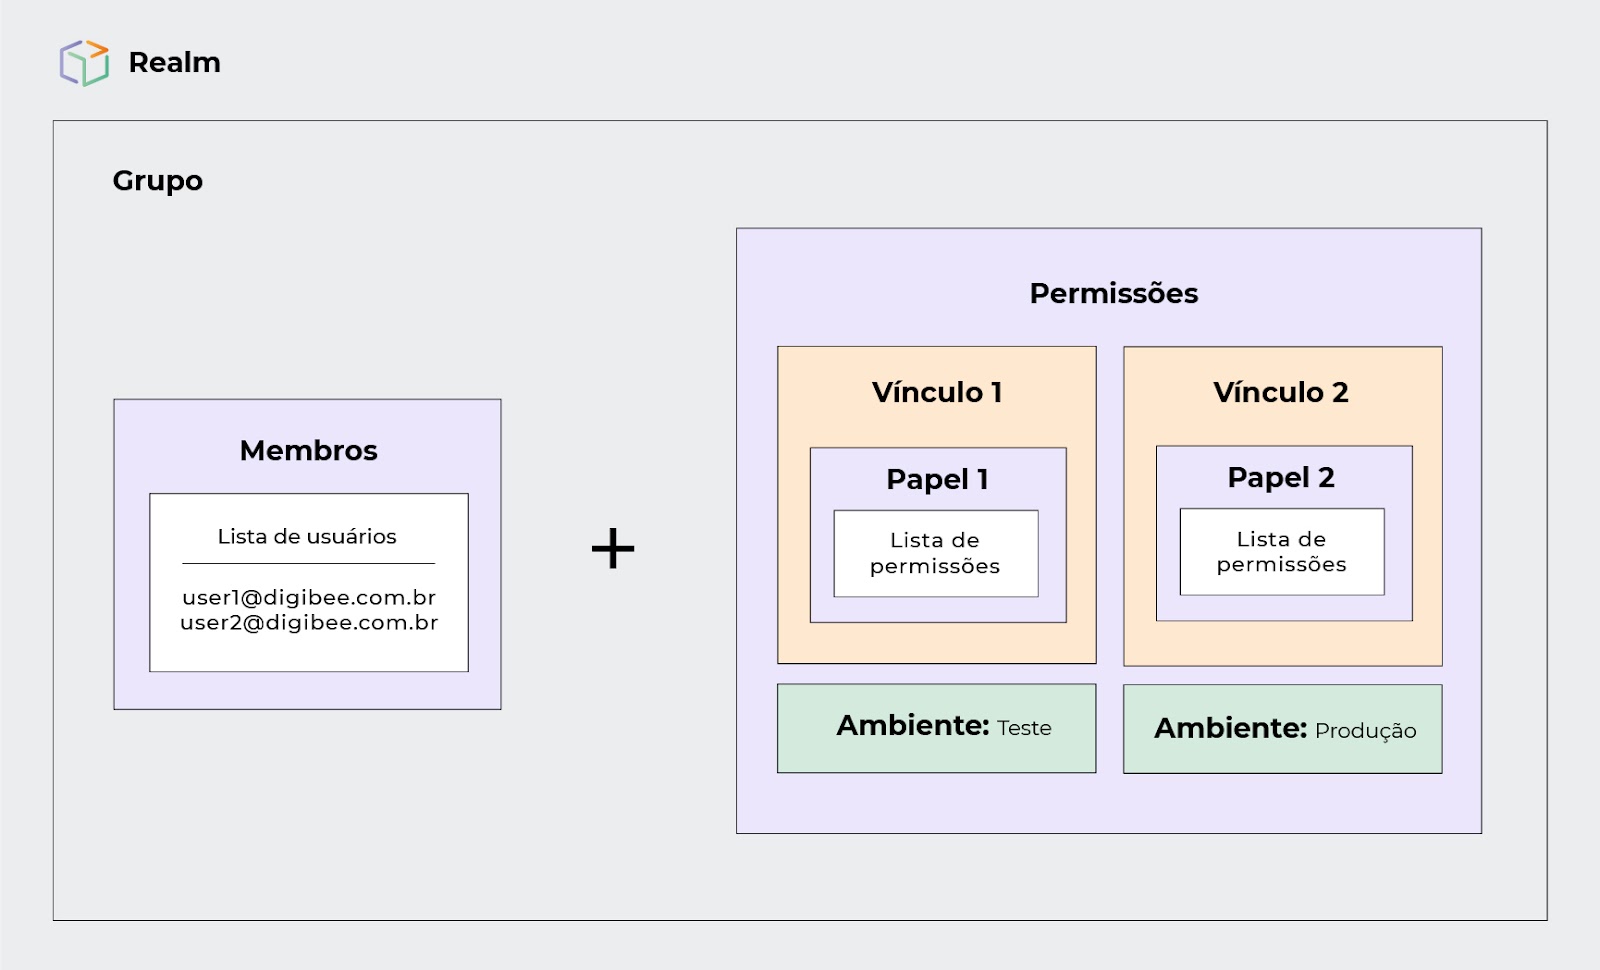 Realm
Grupo
Membros
Lista de usuários
user1@digibee.com.br
user2@digibee.com.br
+
Permissões
Vínculo 1
Papel 1
Lista de
permissões
Ambiente: Teste
Vínculo 2
Papel 2
Lista de
permissões
Ambiente: Produção